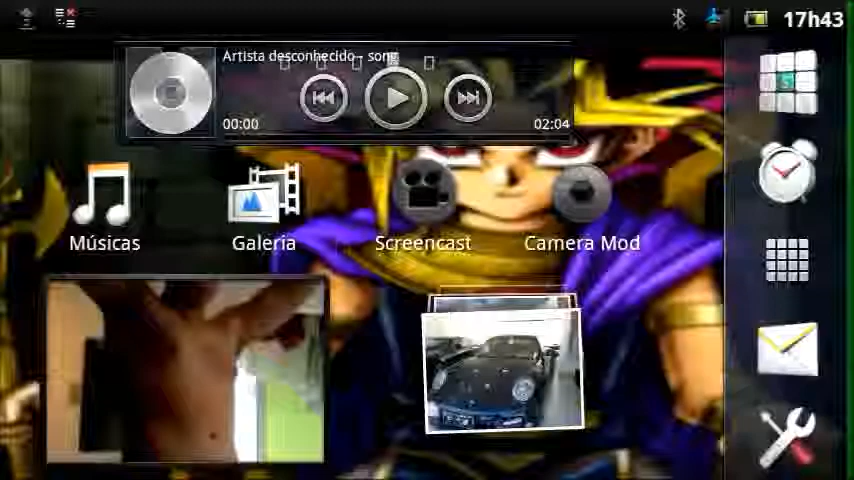 17h43
Artista desconhecido - song
00:00
02:04
Músicas
Galeria
Screencast
Camera Mod